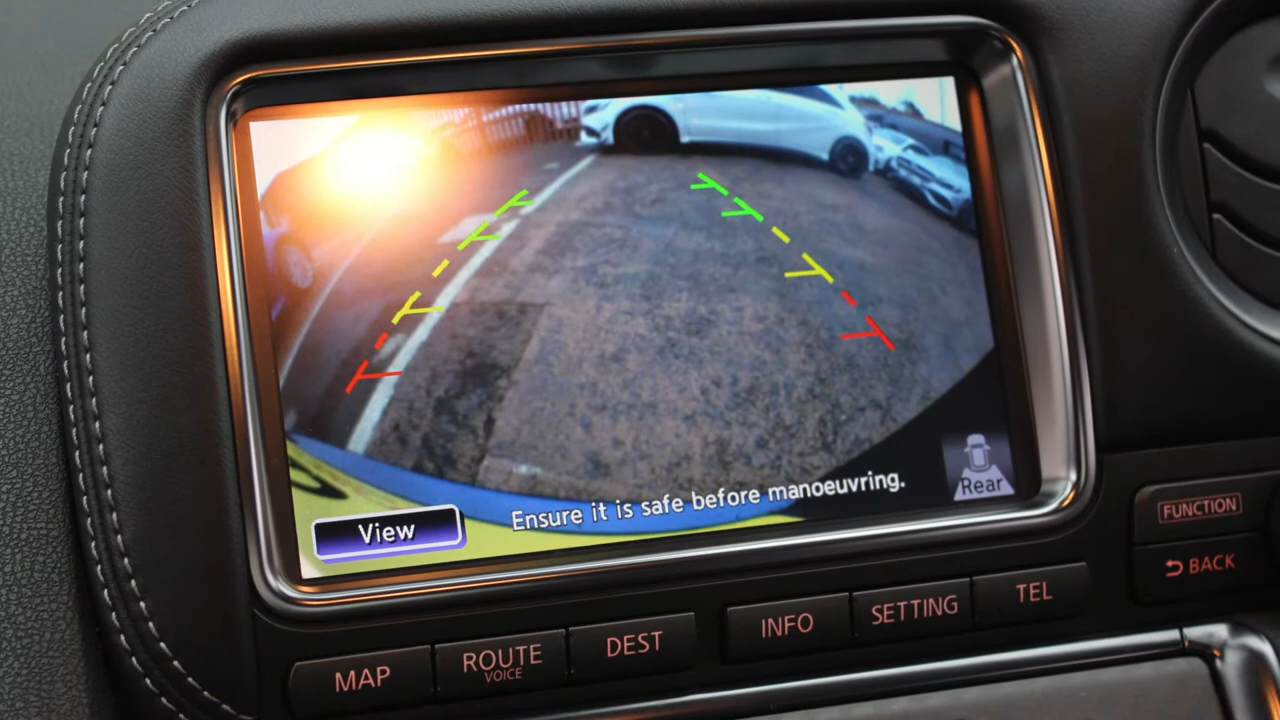 Ensure it is safe before manoeuvring.
Rear
View
FUNCTION
BACK
MAP
ROUTE
VOICE
DEST
INFO
SETTING
TEL